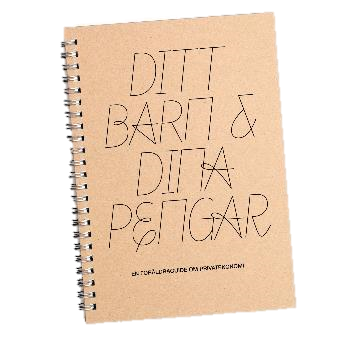 DITT
BARN &
DINA
PENGAR
EN FÖRÄLDRAGUIDE OM PRIVATEKONOMI